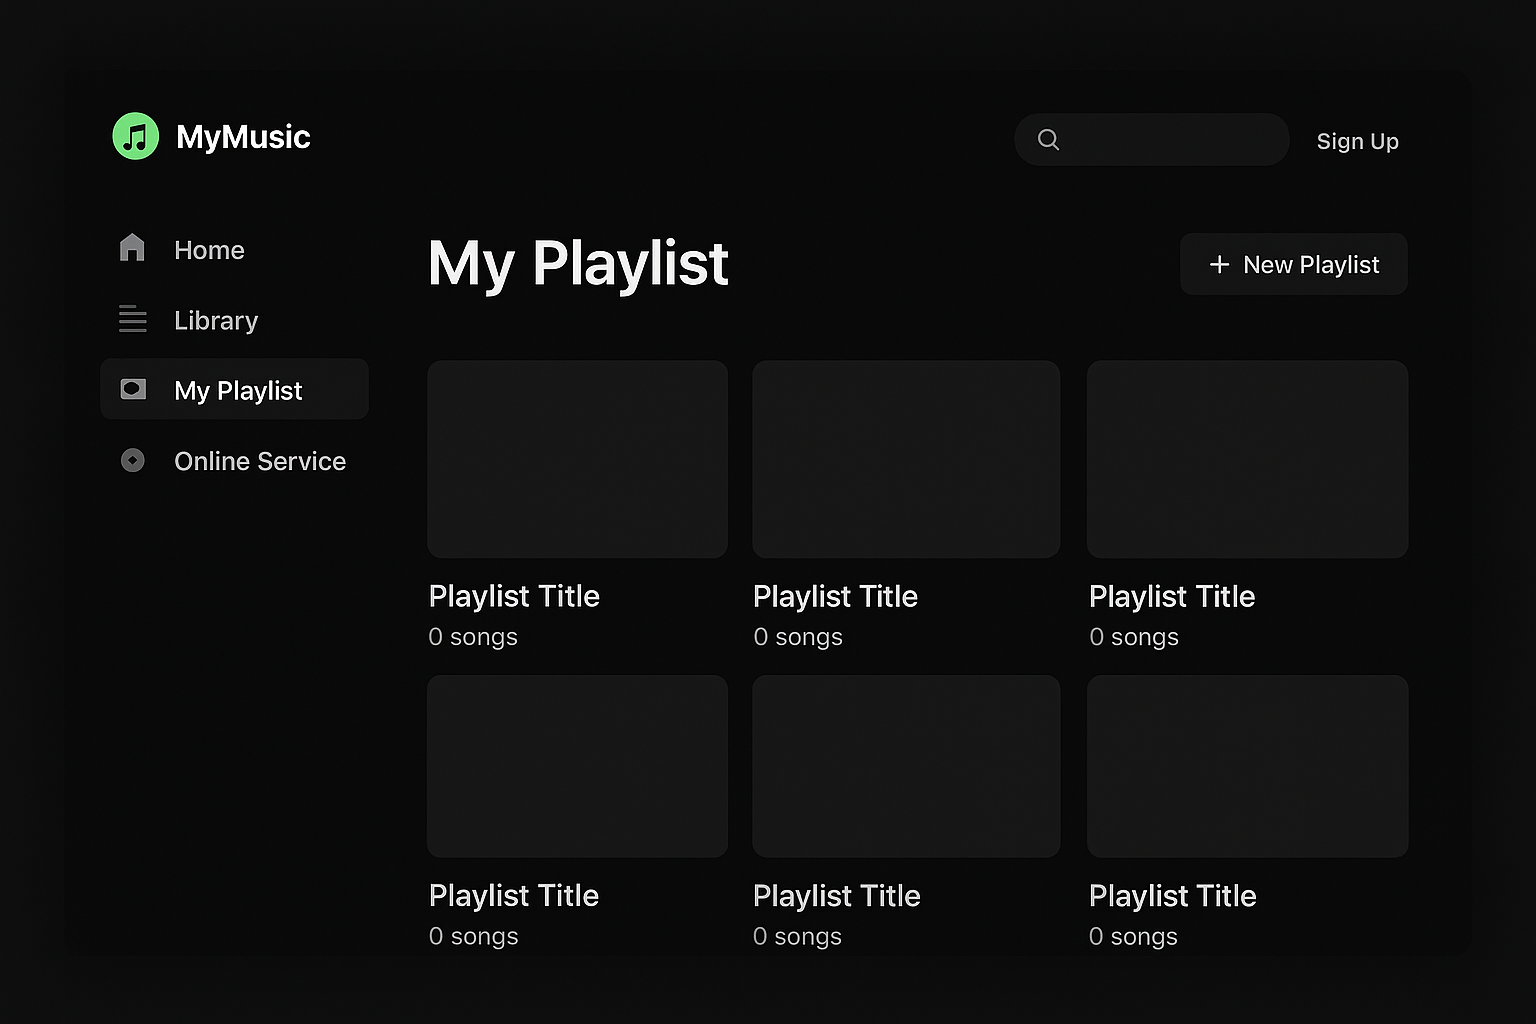 MyMusic
Sign Up
Home
Library
My Playlist
Online Service
My Playlist
+ New Playlist
Playlist Title
0 songs
Playlist Title
0 songs
Playlist Title
0 songs
Playlist Title
0 songs
Playlist Title
0 songs
Playlist Title
0 songs